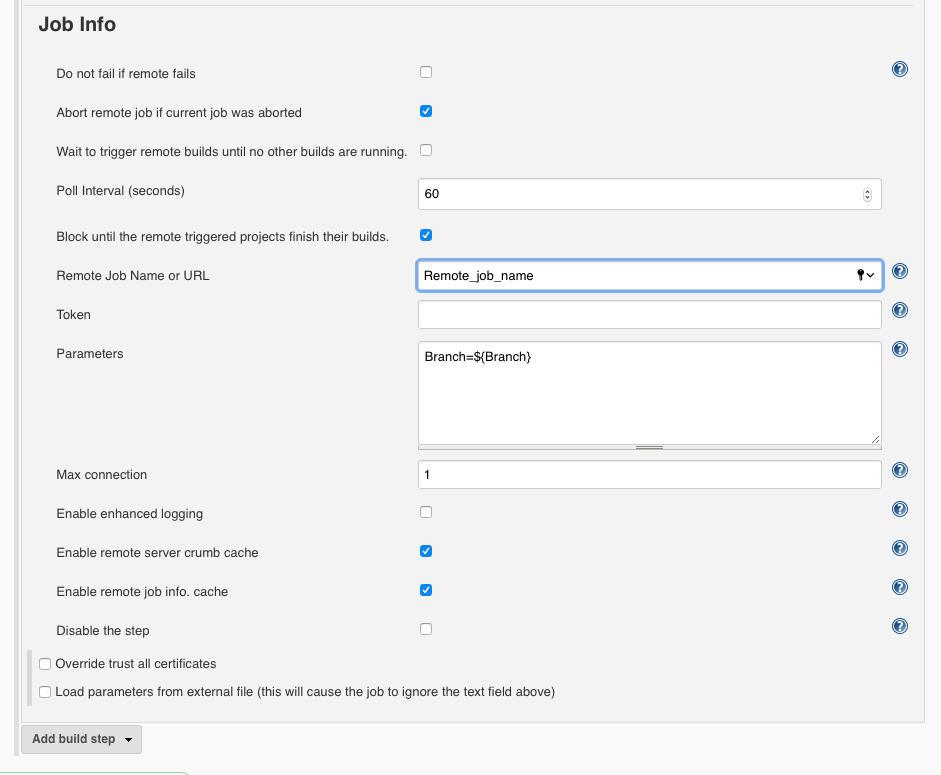 Job Info
Do not fail if remote fails
Abort remote job if current job was aborted
Wait to trigger remote builds until no other builds are running.
Poll Interval (seconds)
60
Block until the remote triggered projects finish their builds.
Remote Job Name or URL
Remote_job_name
Token
Parameters
Branch=${Branch}
Max connection
1
Enable enhanced logging
Enable remote server crumb cache
Enable remote job info. cache
Disable the step
Override trust all certificates
Load parameters from external file (this will cause the job to ignore the text field above)
Add build step